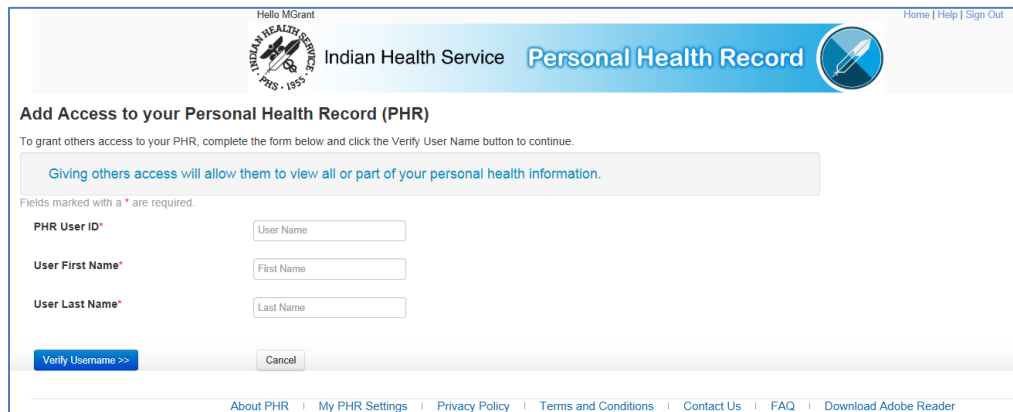 Hello MGrant
Home | Help | Sign Out
INDIAN HEALTH SERVICE
PHS · 1955
Indian Health Service Personal Health Record
Add Access to your Personal Health Record (PHR)
To grant others access to your PHR, complete the form below and click the Verify User Name button to continue.
Giving others access will allow them to view all or part of your personal health information.
Fields marked with a * are required.
PHR User ID* User Name
User First Name* First Name
User Last Name* Last Name
Verify Username >> Cancel
About PHR | My PHR Settings | Privacy Policy | Terms and Conditions | Contact Us | FAQ | Download Adobe Reader